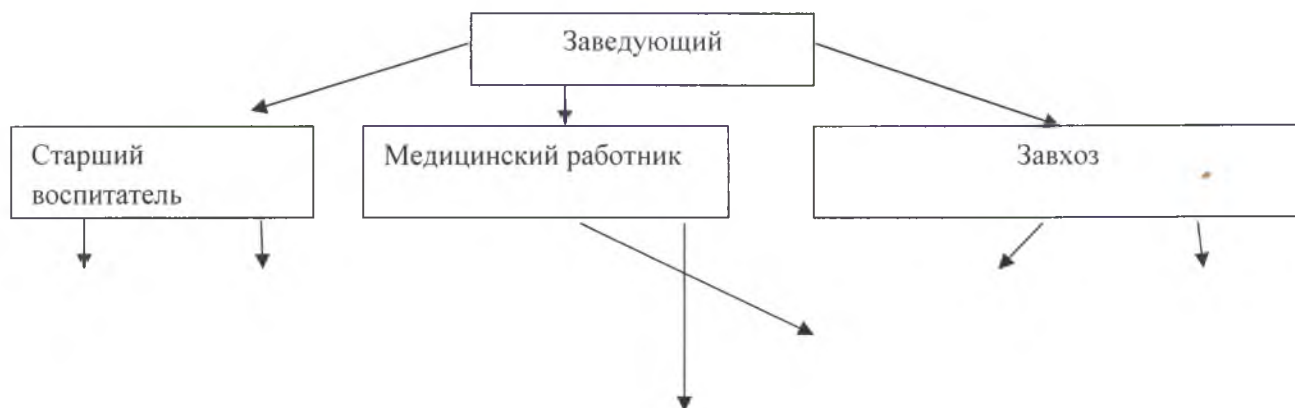 Заведующий
Старший
воспитатель
Медицинский работник
Завхоз